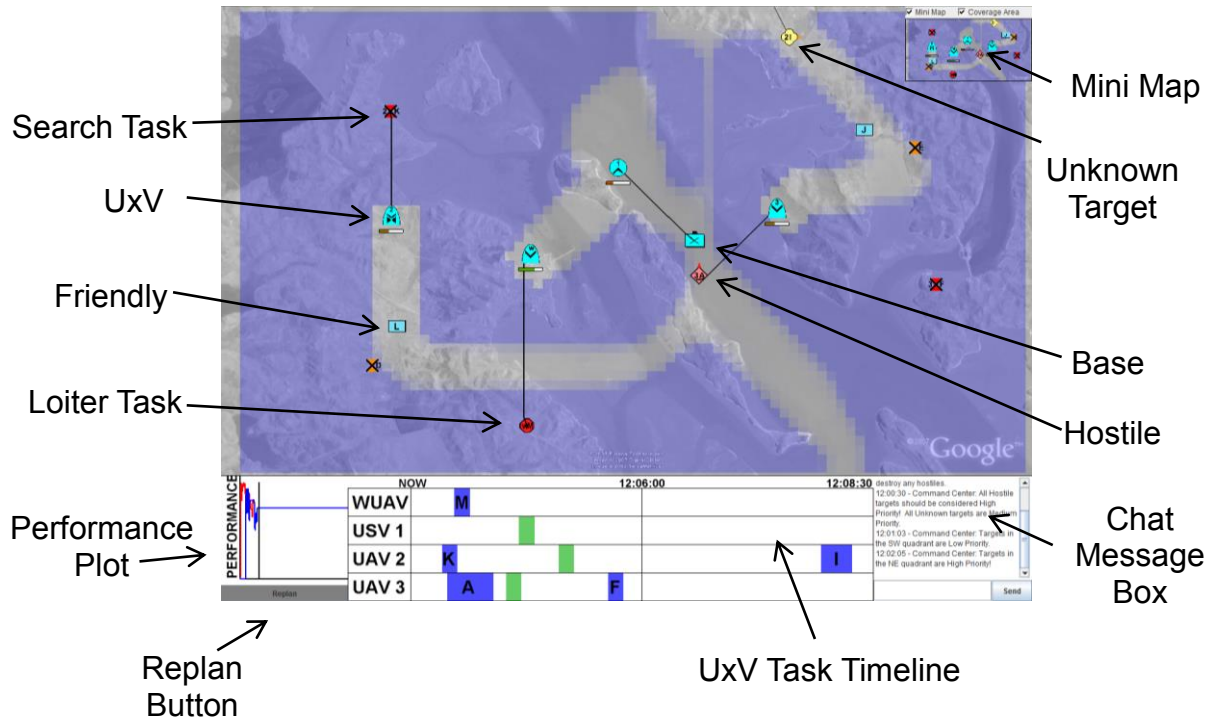 Mini Map
Coverage Area
Search Task
UxV
Friendly
Loiter Task
Performance
Plot
Replan
Button
Mini Map
Unknown
Target
Base
Hostile
Chat
Message
Box
UxV Task Timeline
21
J
L
Google
PERFORMANCE
Replan
NOW
12:06:00
12:08:30
WUAV
M
USV 1
UAV 2
K
I
UAV 3
A
F
destroy any hostiles.
12:00:30 - Command Center: All Hostile
targets should be considered High
Priority! All Unknown targets are Medium
Priority.
12:01:03 - Command Center: Targets in
the SW quadrant are Low Priority.
12:02:05 - Command Center: Targets in
the NE quadrant are High Priority!
Send